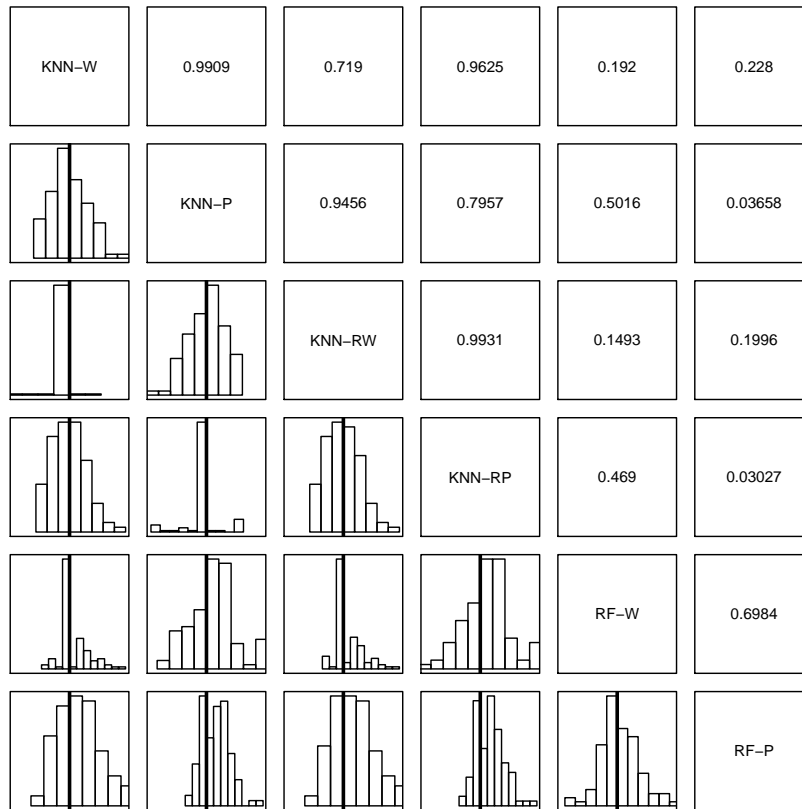 KNN−W 0.9909 0.719 0.9625 0.192 0.228
KNN−P 0.9456 0.7957 0.5016 0.03658
KNN−RW 0.9931 0.1493 0.1996
KNN−RP 0.469 0.03027
RF−W 0.6984
RF−P